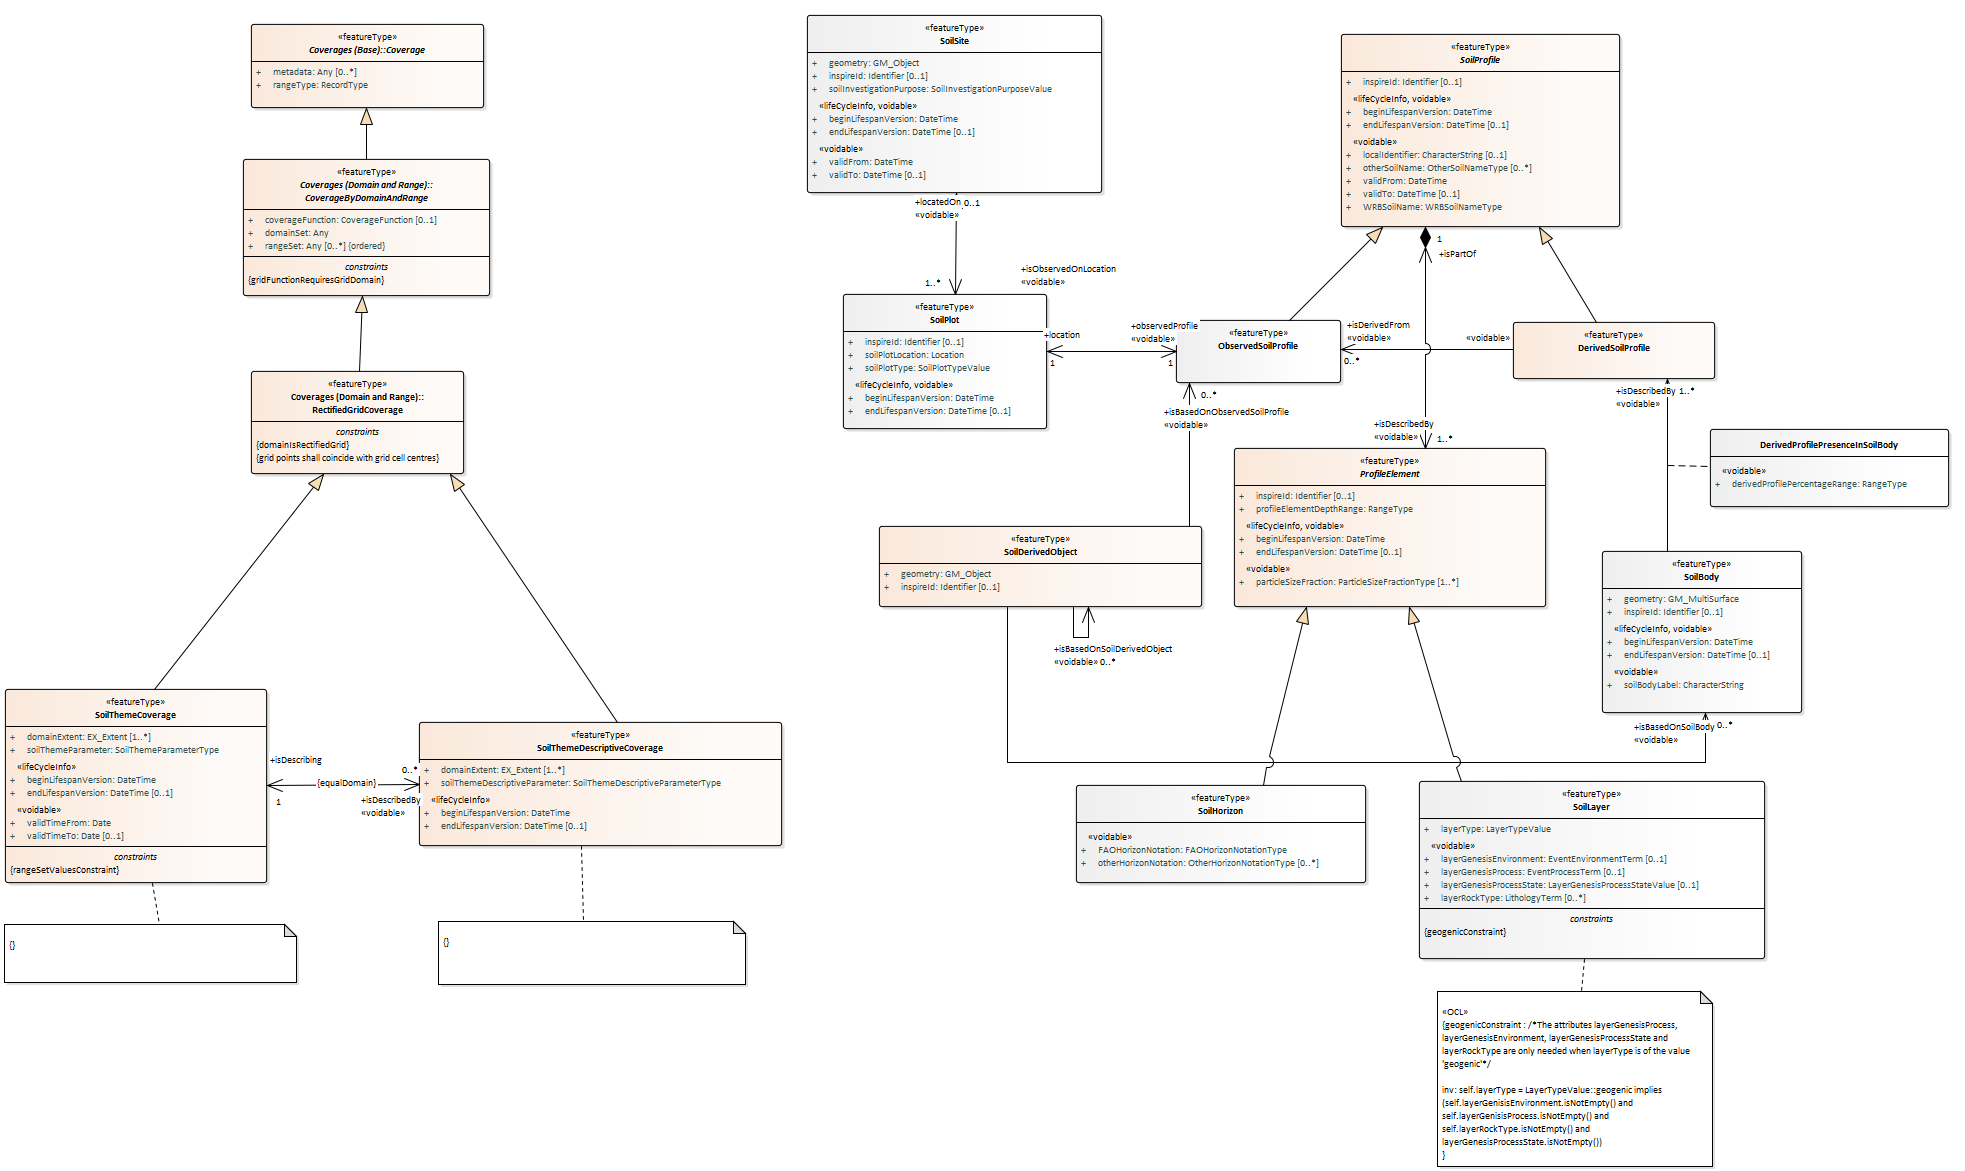 «featureType»
Coverages (Base)::Coverage
+ metadata: Any [0..*]
+ rangeType: RecordType
«featureType»
Coverages (Domain and Range)::
CoverageByDomainAndRange
+ coverageFunction: CoverageFunction [0..1]
+ domainSet: Any
+ rangeSet: Any [0..*] {ordered}
constraints
{gridFunctionRequiresGridDomain}
«featureType»
Coverages (Domain and Range)::
RectifiedGridCoverage
constraints
{domainIsRectifiedGrid}
{grid points shall coincide with grid cell centres}
«featureType»
SoilThemeCoverage
+ domainExtent: EX_Extent [1..*]
+ soilThemeParameter: SoilThemeParameterType
«lifeCycleInfo»
+ beginLifespanVersion: DateTime
+ endLifespanVersion: DateTime [0..1]
«voidable»
+ validTimeFrom: Date
+ validTimeTo: Date [0..1]
constraints
{rangeSetValuesConstraint}
{}
+isDescribing
1
{equalDomain}
0..*
+isDescribedBy
«voidable»
«featureType»
SoilThemeDescriptiveCoverage
+ domainExtent: EX_Extent [1..*]
+ soilThemeDescriptiveParameter: SoilThemeDescriptiveParameterType
«lifeCycleInfo»
+ beginLifespanVersion: DateTime
+ endLifespanVersion: DateTime [0..1]
{}
«featureType»
SoilSite
+ geometry: GM_Object
+ inspireId: Identifier [0..1]
+ soilInvestigationPurpose: SoilInvestigationPurposeValue
«lifeCycleInfo, voidable»
+ beginLifespanVersion: DateTime
+ endLifespanVersion: DateTime [0..1]
«voidable»
+ validFrom: DateTime
+ validTo: DateTime [0..1]
+locatedOn 0..1
«voidable»
1..*
«featureType»
SoilPlot
+ inspireId: Identifier [0..1]
+ soilPlotLocation: Location
+ soilPlotType: SoilPlotTypeValue
«lifeCycleInfo, voidable»
+ beginLifespanVersion: DateTime
+ endLifespanVersion: DateTime [0..1]
+isObservedOnLocation
«voidable»
+location
1
+observedProfile
«voidable»
1
«featureType»
ObservedSoilProfile
«featureType»
SoilProfile
+ inspireId: Identifier [0..1]
«lifeCycleInfo, voidable»
+ beginLifespanVersion: DateTime
+ endLifespanVersion: DateTime [0..1]
«voidable»
+ localIdentifier: CharacterString [0..1]
+ otherSoilName: OtherSoilNameType [0..*]
+ validFrom: DateTime
+ validTo: DateTime [0..1]
+ WRBSoilName: WRBSoilNameType
1
+isPartOf
+isDerivedFrom
«voidable»
0..*
«voidable»
«featureType»
DerivedSoilProfile
+isDescribedBy 1..*
«voidable»
DerivedProfilePresenceInSoilBody
«voidable»
+ derivedProfilePercentageRange: RangeType
0..*
+isBasedOnObservedSoilProfile
«voidable»
+isDescribedBy
«voidable» 1..*
«featureType»
ProfileElement
+ inspireId: Identifier [0..1]
+ profileElementDepthRange: RangeType
«lifeCycleInfo, voidable»
+ beginLifespanVersion: DateTime
+ endLifespanVersion: DateTime [0..1]
«voidable»
+ particleSizeFraction: ParticleSizeFractionType [1..*]
«featureType»
SoilDerivedObject
+ geometry: GM_Object
+ inspireId: Identifier [0..1]
+isBasedOnSoilDerivedObject
«voidable» 0..*
«featureType»
SoilBody
+ geometry: GM_MultiSurface
+ inspireId: Identifier [0..1]
«lifeCycleInfo, voidable»
+ beginLifespanVersion: DateTime
+ endLifespanVersion: DateTime [0..1]
«voidable»
+ soilBodyLabel: CharacterString
+isBasedOnSoilBody 0..*
«voidable»
«featureType»
SoilHorizon
«voidable»
+ FAOHorizonNotation: FAOHorizonNotationType
+ otherHorizonNotation: OtherHorizonNotationType [0..*]
«featureType»
SoilLayer
+ layerType: LayerTypeValue
«voidable»
+ layerGenesisEnvironment: EventEnvironmentTerm [0..1]
+ layerGenesisProcess: EventProcessTerm [0..1]
+ layerGenesisProcessState: LayerGenesisProcessStateValue [0..1]
+ layerRockType: LithologyTerm [0..*]
constraints
{geogenicConstraint}
«OCL»
{geogenicConstraint : /*The attributes layerGenesisProcess,
layerGenesisEnvironment, layerGenesisProcessState and
layerRockType are only needed when layerType is of the value
'geogenic'*/
inv: self.layerType = LayerTypeValue::geogenic implies
(self.layerGenisisEnvironment.isNotEmpty() and
self.layerGenisisProcess.isNotEmpty() and
self.layerRockType.isNotEmpty() and
layerGenesisProcessState.isNotEmpty())
}